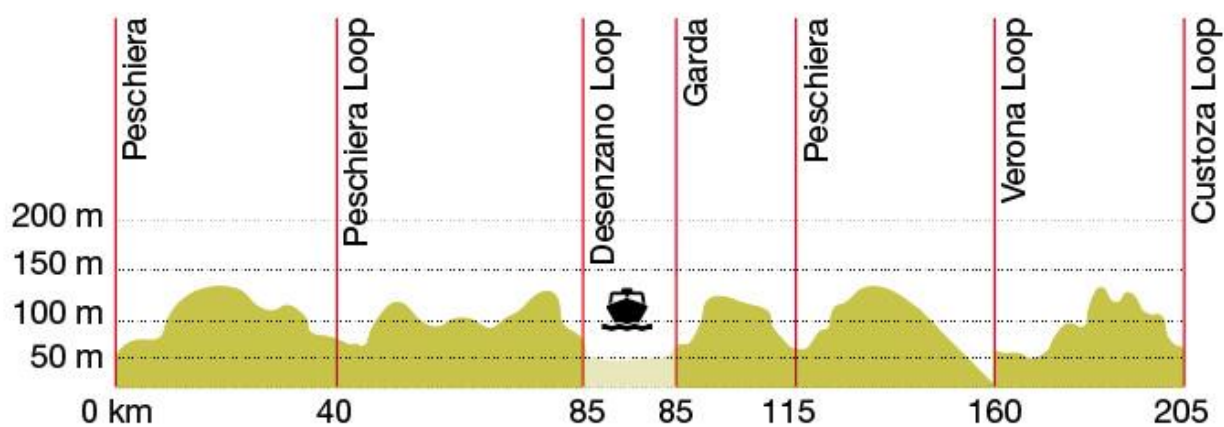 Peschiera
Peschiera Loop
Desenzano Loop
Garda
Peschiera
Verona Loop
Custoza Loop
200 m
150 m
100 m
50 m
0 km 40 85 85 115 160 205